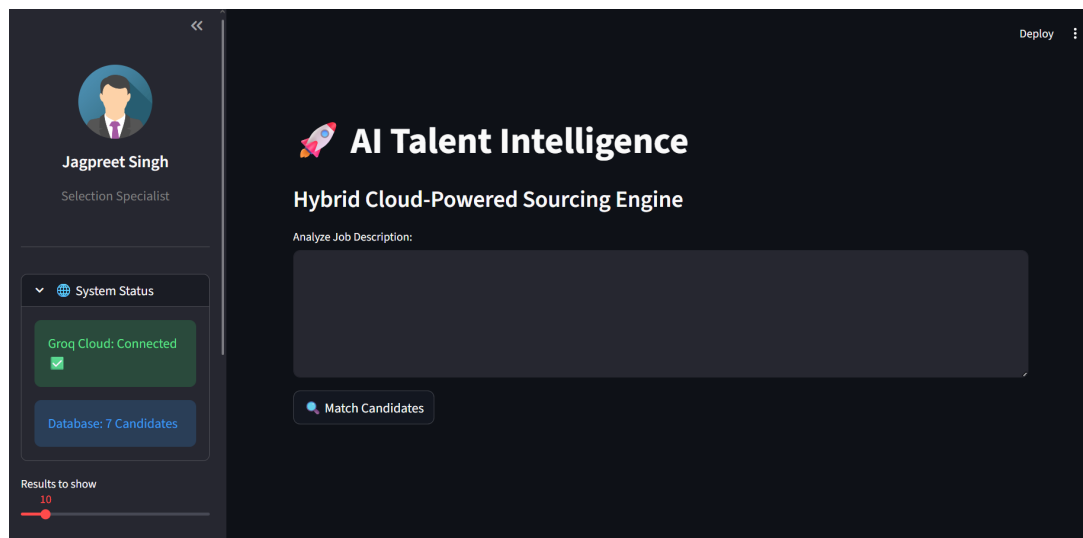 Jagpreet Singh
Selection Specialist
🌐 System Status
Groq Cloud: Connected
✅
Database: 7 Candidates
Results to show
10
Deploy
🚀 AI Talent Intelligence
Hybrid Cloud-Powered Sourcing Engine
Analyze Job Description:
🔍 Match Candidates